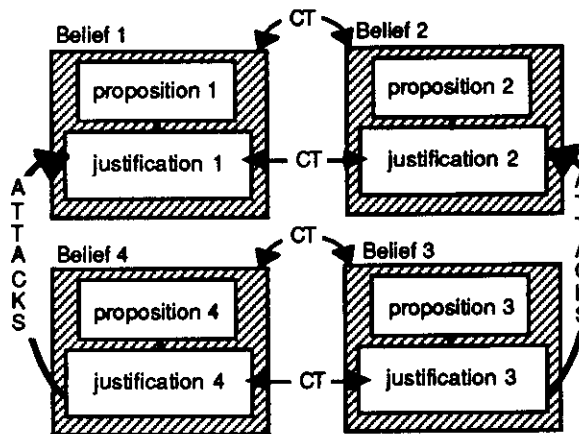 CT
Belief 1 Belief 2
proposition 1 proposition 2
justification 1 CT justification 2
ATTACKS
CT
Belief 4 Belief 3
proposition 4 proposition 3
justification 4 CT justification 3